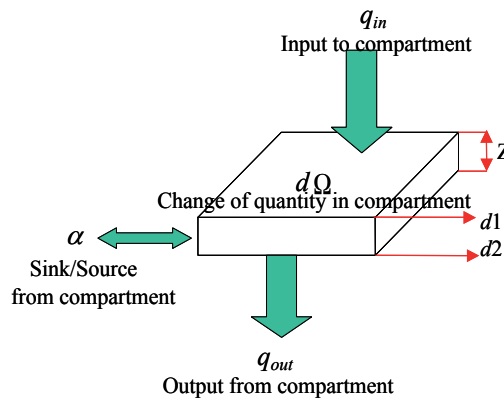 q_in
Input to compartment
Z
dΩ.
Change of quantity in compartment
d1
α
d2
Sink/Source
from compartment
q_out
Output from compartment